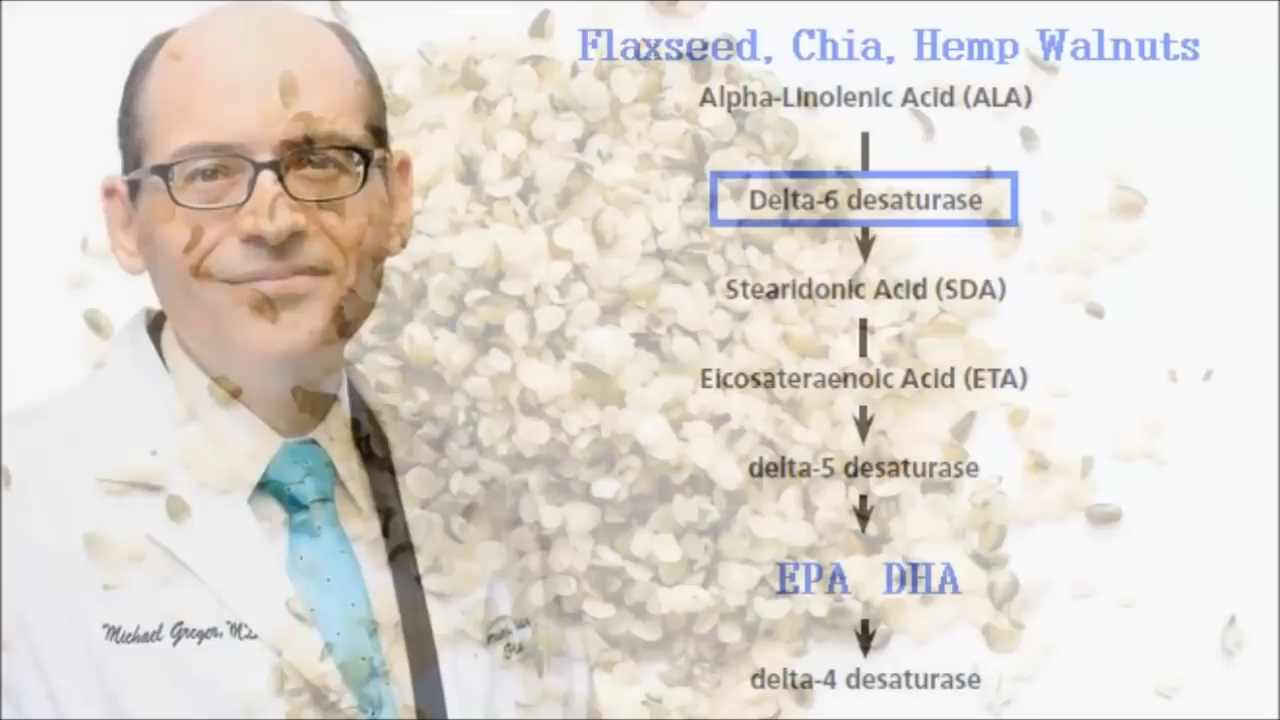 Flaxseed, Chia, Hemp Walnuts
Alpha-Linolenic Acid (ALA)
Delta-6 desaturase
Stearidonic Acid (SDA)
Eicosateraenoic Acid (ETA)
delta-5 desaturase
EPA DHA
delta-4 desaturase
Michael Greger, M.